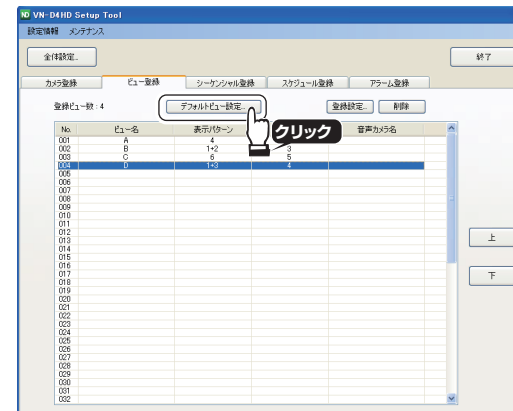 VN-D4HD Setup Tool
設定情報 メンテナンス
全体設定... 終了
カメラ登録 ビュー登録 シーケンシャル登録 スケジュール登録 アラーム登録
登録ビュー数：4 デフォルトビュー設定... 登録設定... 削除
クリック
No. ビュー名 表示パターン 音声カメラ名
001 A 4
002 B 1+2 3
003 C 6 5
004 D 1+3 4
005
006
007
008
009
010
011
012
013
014
015
016
017
018
019
020
021
022
023
024
025
026
027
028
029
030
031
032
上
下